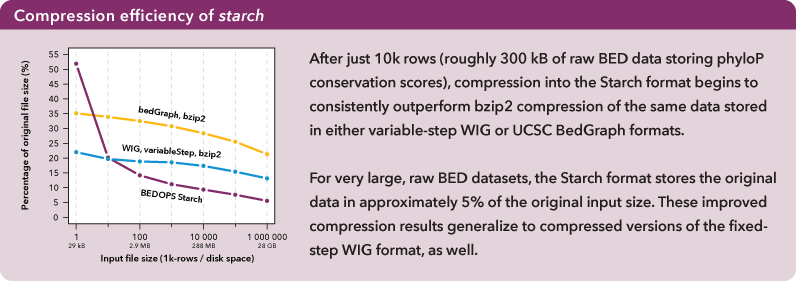 Compression efficiency of starch
Percentage of original file size (%)
55
50
45
40
35
30
25
20
15
10
5
0
bedGraph, bzip2
WIG, variableStep, bzip2
BEDOPS Starch
1 100 10 000 1 000 000
29 kB 2.9 MB 288 MB 28 GB
Input file size (1k-rows / disk space)
After just 10k rows (roughly 300 kB of raw BED data storing phyloP
conservation scores), compression into the Starch format begins to
consistently outperform bzip2 compression of the same data stored
in either variable-step WIG or UCSC BedGraph formats.
For very large, raw BED datasets, the Starch format stores the original
data in approximately 5% of the original input size. These improved
compression results generalize to compressed versions of the fixed-
step WIG format, as well.